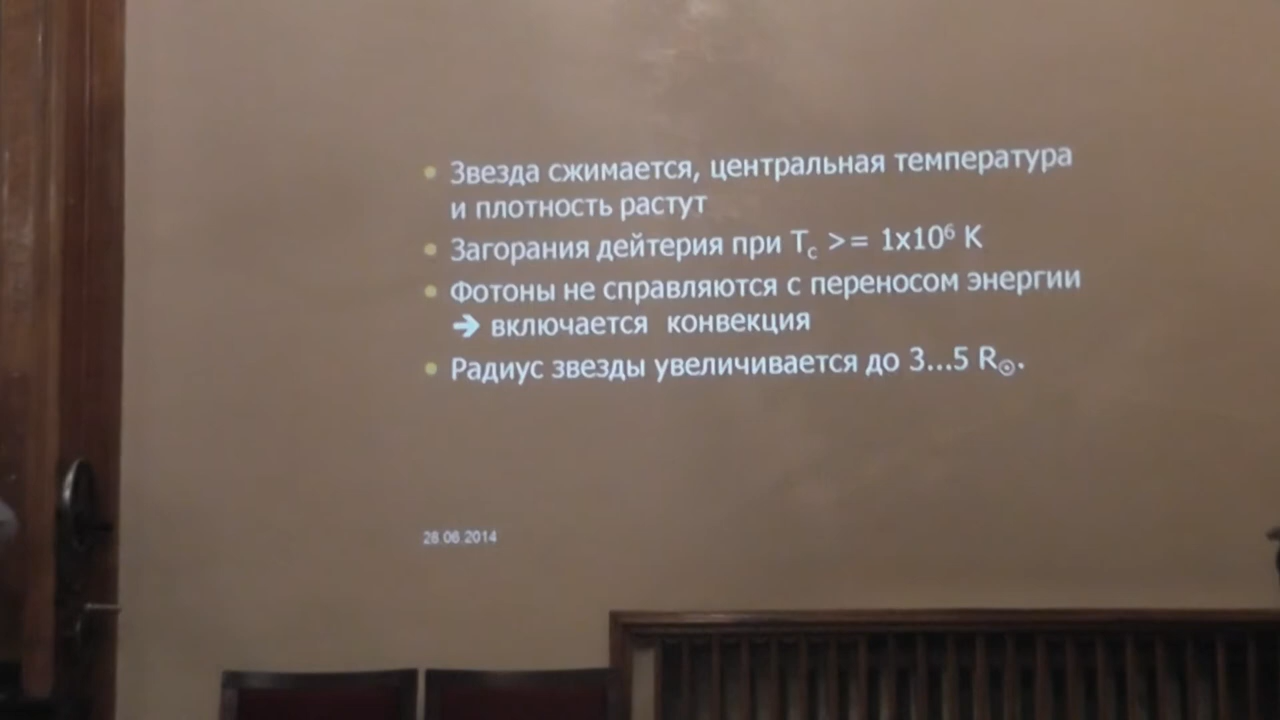 • Звезда сжимается, центральная температура
и плотность растут
• Загорания дейтерия при Tc >= 1x10⁶ K
• Фотоны не справляются с переносом энергии
➔ включается конвекция
• Радиус звезды увеличивается до 3...5 R☉.
28.06.2014